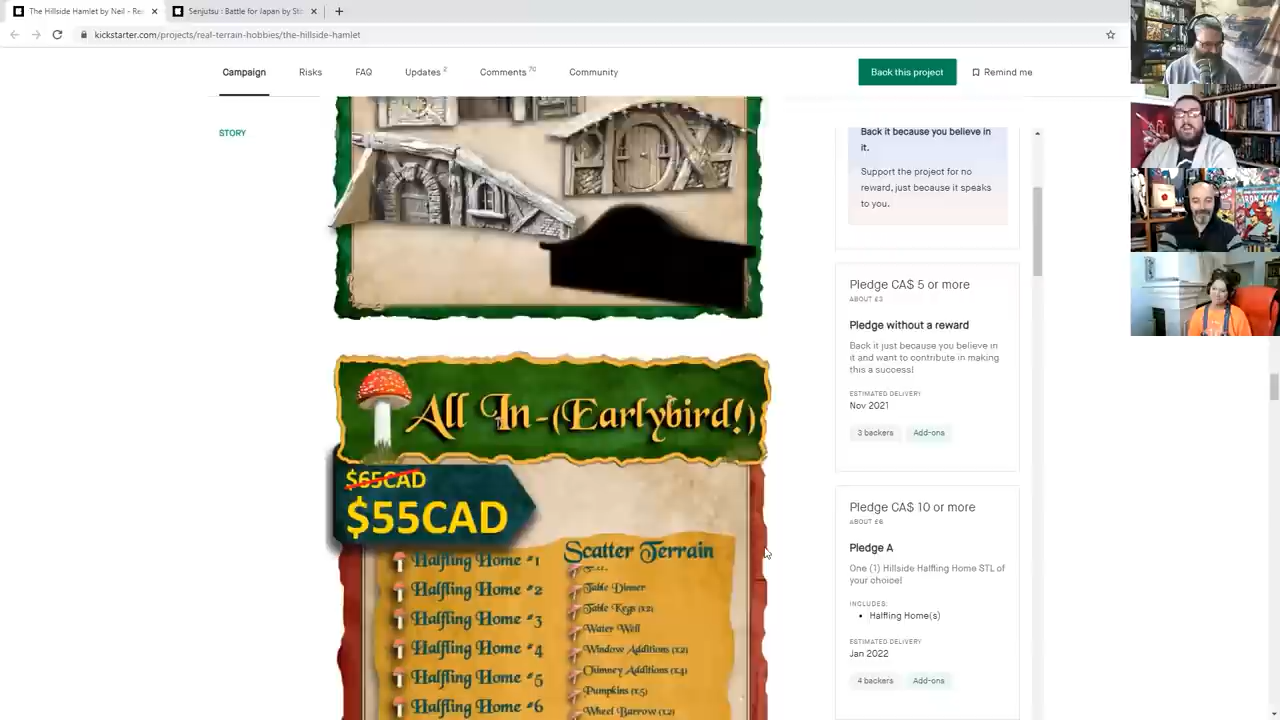 The Hillside Hamlet by Neil - Re
Senjutsu : Battle for Japan by St
kickstarter.com/projects/real-terrain-hobbies/the-hillside-hamlet
Campaign
Risks
FAQ
Updates 2
Comments 70
Community
Back this project
Remind me
STORY
Back it because you believe in
it.
Support the project for no
reward, just because it speaks
to you.
Pledge CA$ 5 or more
ABOUT £3
Pledge without a reward
Back it just because you believe in
it and want to contribute in making
this a success!
ESTIMATED DELIVERY
Nov 2021
3 backers
Add-ons
Pledge CA$ 10 or more
ABOUT £6
Pledge A
One (1) Hillside Halfling Home STL of
your choice!
INCLUDES:
Halfling Home(s)
ESTIMATED DELIVERY
Jan 2022
4 backers
Add-ons
All In-(Earlybird!)
$65CAD
$55CAD
Halfling Home #1
Halfling Home #2
Halfling Home #3
Halfling Home #4
Halfling Home #5
Halfling Home #6
Scatter Terrain
Table Dinner
Table Kegs (x2)
Water Well
Window Additions (x2)
Chimney Additions (x4)
Pumpkins (x5)
Wheel Barrow (x2)
IRON MAN